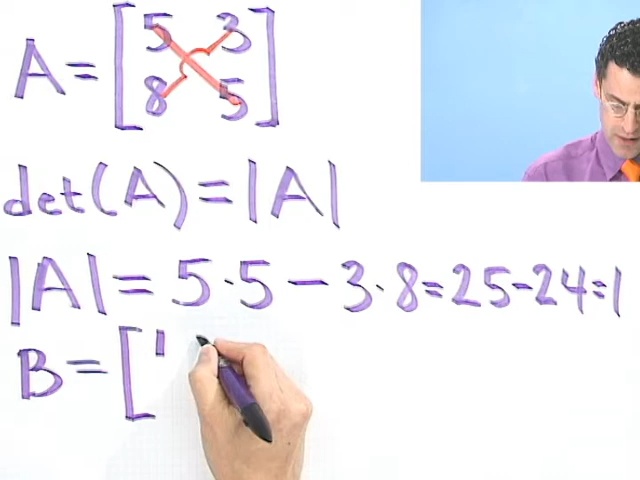 A = [ 5 3
8 5 ]
det(A) = |A|
|A| = 5·5 − 3·8 = 25 − 24 = 1
B = [ 1